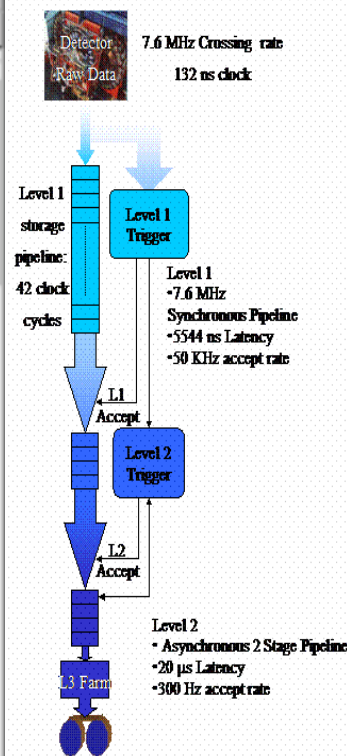 Detector
Raw Data
7.6 MHz Crossing rate
132 ns clock
Level 1
storage
pipeline:
42 clock
cycles
Level 1
Trigger
Level 1
•7.6 MHz
Synchronous Pipeline
•5544 ns Latency
•50 KHz accept rate
L1
Accept
Level 2
Trigger
L2
Accept
Level 2
• Asynchronous 2 Stage Pipeline
•20 μs Latency
•300 Hz accept rate
L3 Farm